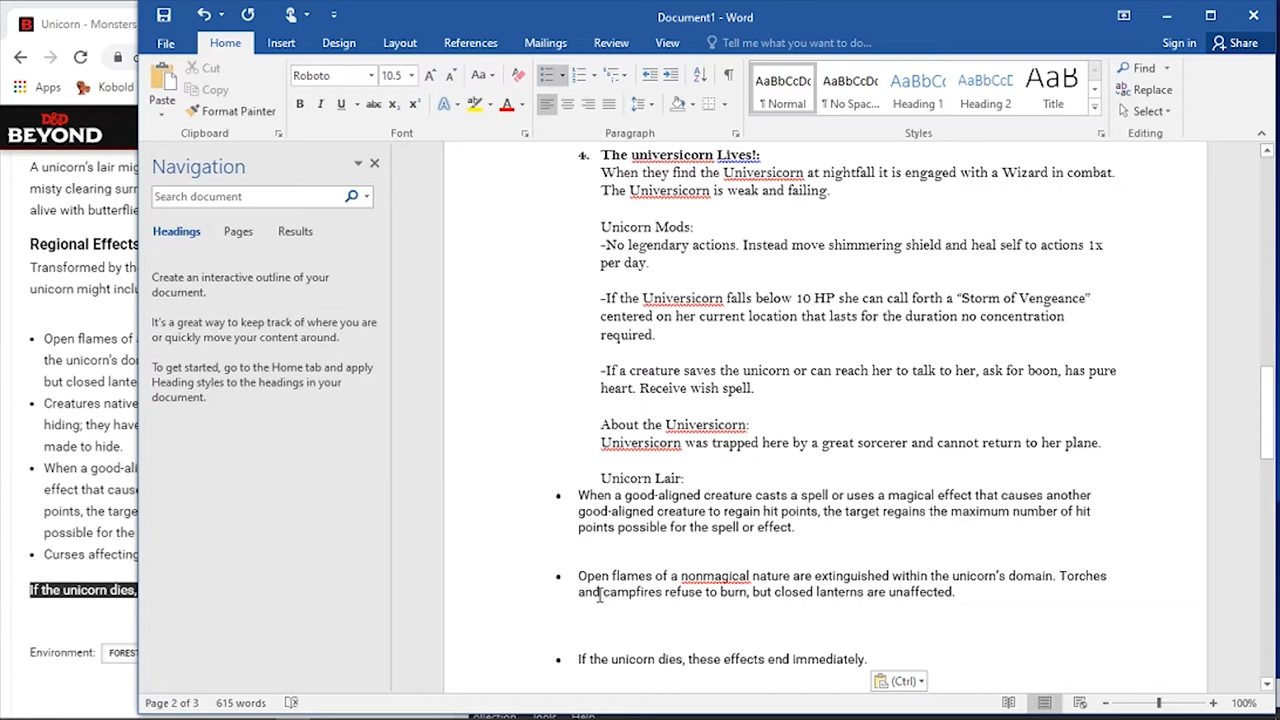 Unicorn - Monsters
Document1 - Word
File
Home
Insert
Design
Layout
References
Mailings
Review
View
Tell me what you want to do...
Sign in
Share
Apps
Kobold
D&D
BEYOND
Paste
Cut
Copy
Format Painter
Clipboard
Roboto
10.5
Font
Paragraph
AaBbCcDc
¶ Normal
AaBbCcDc
¶ No Spac...
AaBbCc
Heading 1
AaBbCcC
Heading 2
AaB
Title
Styles
Find
Replace
Select
Editing
A unicorn's lair
misty clearing
alive with
Regional Effects
Transformed by
unicorn might
• Open flames of
the unicorn's
but closed
• Creatures
hiding; they
made to hide.
• When a
effect that
points, the
possible for the
• Curses
If the unicorn dies,
Environment:
Navigation
Search document
Headings
Pages
Results
Create an interactive outline of your
document.
It's a great way to keep track of where you are
or quickly move your content around.
To get started, go to the Home tab and apply
Heading styles to the headings in your
document.
4. The universicorn Lives!:
When they find the Universicorn at nightfall it is engaged with a Wizard in combat.
The Universicorn is weak and failing.
Unicorn Mods:
-No legendary actions. Instead move shimmering shield and heal self to actions 1x
per day.
-If the Universicorn falls below 10 HP she can call forth a “Storm of Vengeance”
centered on her current location that lasts for the duration no concentration
required.
-If a creature saves the unicorn or can reach her to talk to her, ask for boon, has pure
heart. Receive wish spell.
About the Universicorn:
Universicorn was trapped here by a great sorcerer and cannot return to her plane.
Unicorn Lair:
• When a good-aligned creature casts a spell or uses a magical effect that causes another
good-aligned creature to regain hit points, the target regains the maximum number of hit
points possible for the spell or effect.
• Open flames of a nonmagical nature are extinguished within the unicorn's domain. Torches
and campfires refuse to burn, but closed lanterns are unaffected.
• If the unicorn dies, these effects end immediately.
(Ctrl)
Page 2 of 3
615 words
100%